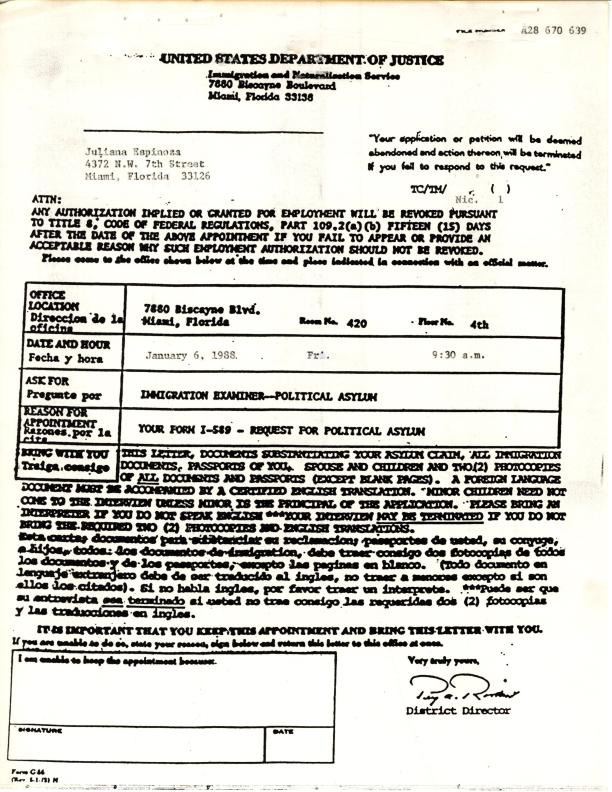 FILE NUMBER A28 670 639
UNITED STATES DEPARTMENT OF JUSTICE
Immigration and Naturalization Service
7880 Biscayne Boulevard
Miami, Florida 33138
Juliana Espinoza
4372 N.W. 7th Street
Miami, Florida 33126
"Your application or petition will be deemed
abandoned and action thereon will be terminated
if you fail to respond to this request."
TC/TM/ ( )
Nic. 1
ATTN:
ANY AUTHORIZATION IMPLIED OR GRANTED FOR EMPLOYMENT WILL BE REVOKED PURSUANT
TO TITLE 8, CODE OF FEDERAL REGULATIONS, PART 109.2(a)(b) FIFTEEN (15) DAYS
AFTER THE DATE OF THE ABOVE APPOINTMENT IF YOU FAIL TO APPEAR OR PROVIDE AN
ACCEPTABLE REASON WHY SUCH EMPLOYMENT AUTHORIZATION SHOULD NOT BE REVOKED.
Please come to the office shown below at the time and place indicated in connection with an official matter.
OFFICE
LOCATION
Direccion de la
oficina
7880 Biscayne Blvd.
Miami, Florida
Room No. 420
Floor No. 4th
DATE AND HOUR
Fecha y hora
January 6, 1988.
Fri.
9:30 a.m.
ASK FOR
Pregunte por
IMMIGRATION EXAMINER--POLITICAL ASYLUM
REASON FOR
APPOINTMENT
Razones por la
cita
YOUR FORM I-589 - REQUEST FOR POLITICAL ASYLUM
BRING WITH YOU
Traiga consigo
THIS LETTER, DOCUMENTS SUBSTANTIATING YOUR ASYLUM CLAIM, ALL IMMIGRATION
DOCUMENTS, PASSPORTS OF YOU, SPOUSE AND CHILDREN AND TWO(2) PHOTOCOPIES
OF ALL DOCUMENTS AND PASSPORTS (EXCEPT BLANK PAGES). A FOREIGN LANGUAGE
DOCUMENT MUST BE ACCOMPANIED BY A CERTIFIED ENGLISH TRANSLATION. *MINOR CHILDREN NEED NOT
COME TO THE INTERVIEW UNLESS MINOR IS THE PRINCIPAL OF THE APPLICATION. *PLEASE BRING AN
INTERPRETER IF YOU DO NOT SPEAK ENGLISH ***YOUR INTERVIEW MAY BE TERMINATED IF YOU DO NOT
BRING THE REQUIRED TWO (2) PHOTOCOPIES AND ENGLISH TRANSLATIONS.
Esta carta, documentos para substanciar su reclamacion, pasaportes de usted, su conyuge,
e hijos, todos los documentos de inmigration, debe traer consigo dos fotocopias de todos
los documentos y de los pasaportes, excepto las paginas en blanco. (Todo documento en
lenguaje extranjero debe de ser traducido al ingles, no traer a menores excepto si son
ellos los citados). Si no habla ingles, por favor traer un interprete. ***Puede ser que
su entrevista sea terminado si usted no trae consigo las requeridas dos (2) fotocopias
y las traducciones en ingles.
IT IS IMPORTANT THAT YOU KEEP THIS APPOINTMENT AND BRING THIS LETTER WITH YOU.
If you are unable to do so, state your reason, sign below and return this letter to this office at once.
I am unable to keep the appointment because:
SIGNATURE
DATE
Very truly yours,
District Director
Form G-56
(Rev. 5-1-73) N